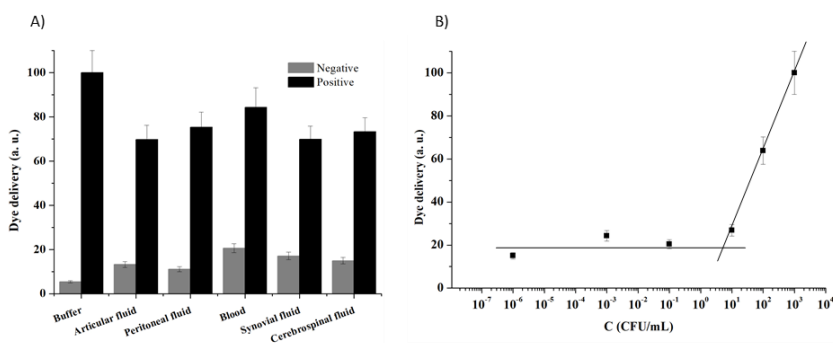 A)
B)
Negative
Positive
Dye delivery (a. u.)
100
80
60
40
20
0
Buffer
Articular fluid
Peritoneal fluid
Blood
Synovial fluid
Cerebrospinal fluid
Dye delivery (a. u.)
100
80
60
40
20
0
10⁻⁷ 10⁻⁶ 10⁻⁵ 10⁻⁴ 10⁻³ 10⁻² 10⁻¹ 10⁰ 10¹ 10² 10³ 10⁴
C (CFU/mL)